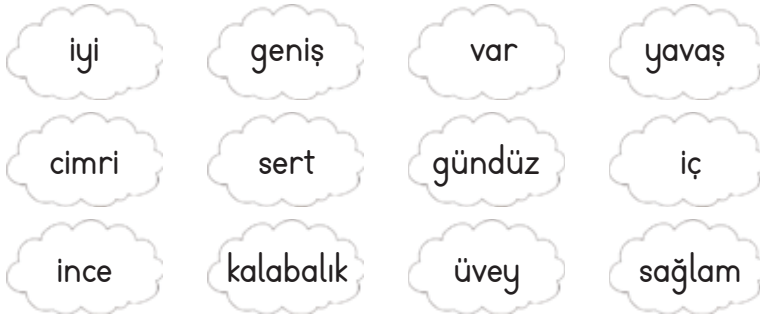 iyi geniş var yavaş
cimri sert gündüz iç
ince kalabalık üvey sağlam